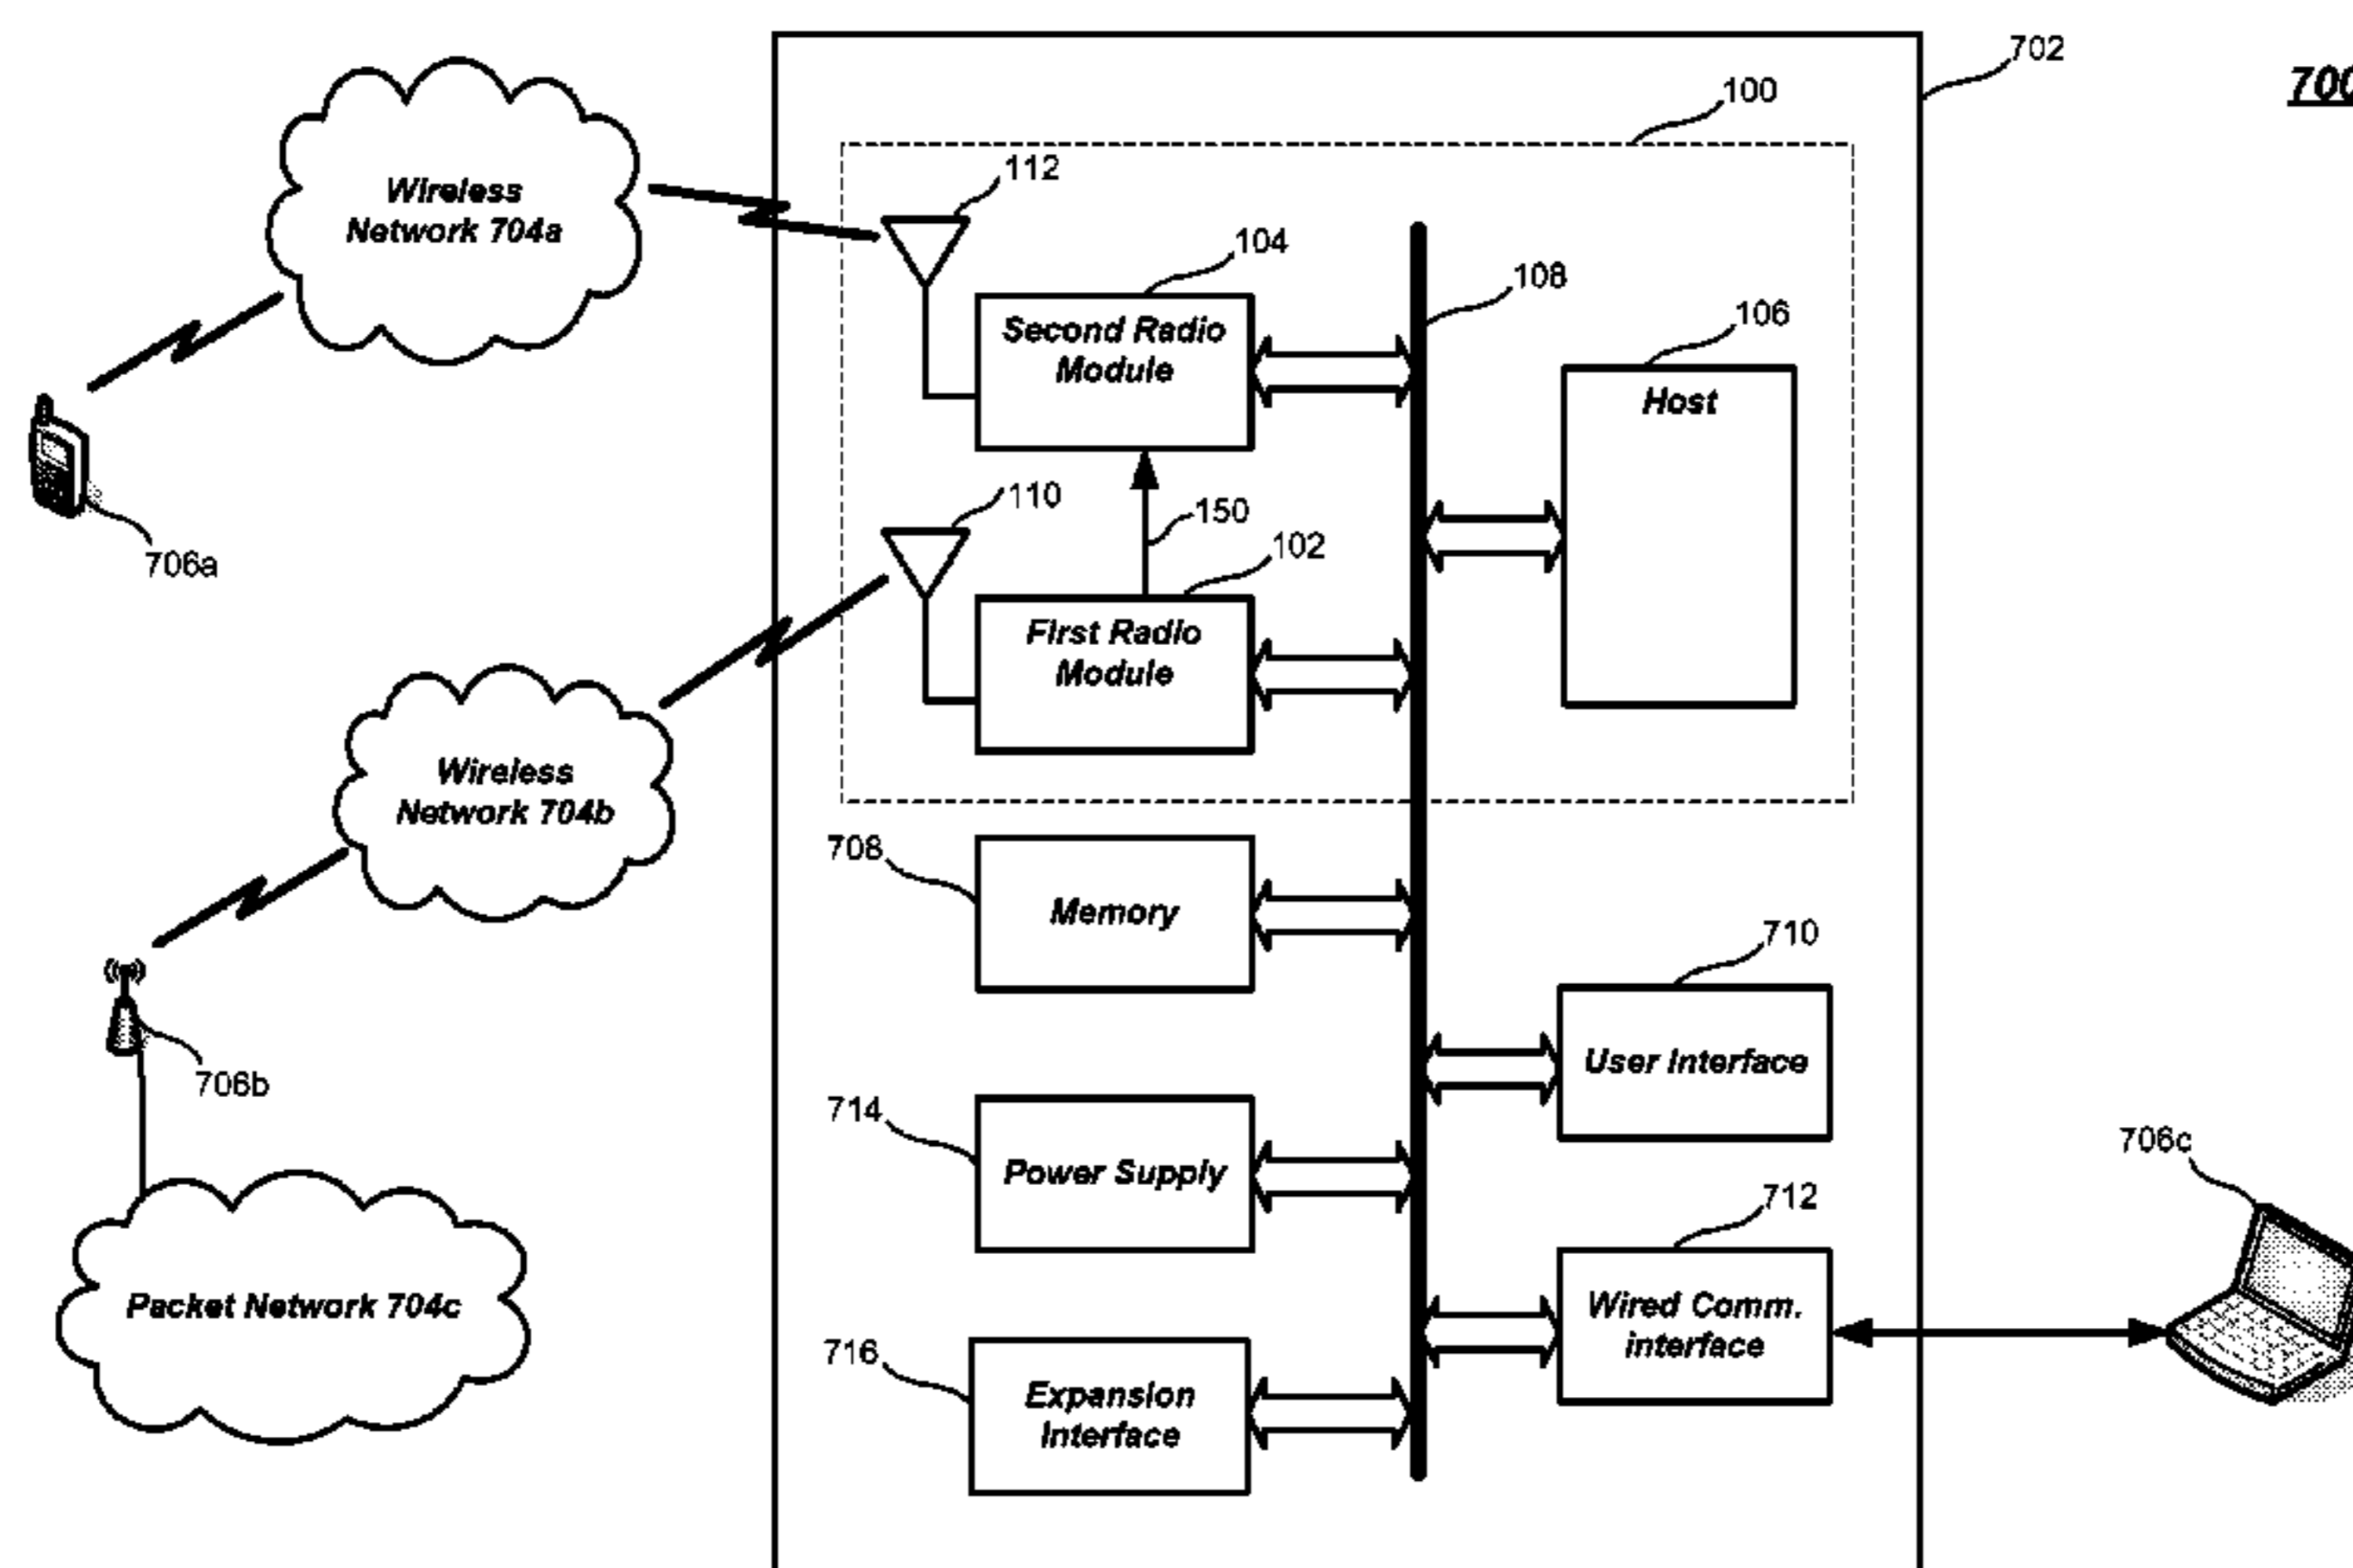 702
700
100
112
Wireless
Network 704a
104
108
Second Radio
Module
106
Host
110
150
102
706a
First Radio
Module
Wireless
Network 704b
708
Memory
710
706b
User Interface
714
Power Supply
706c
712
Packet Network 704c
Wired Comm.
interface
716
Expansion
Interface